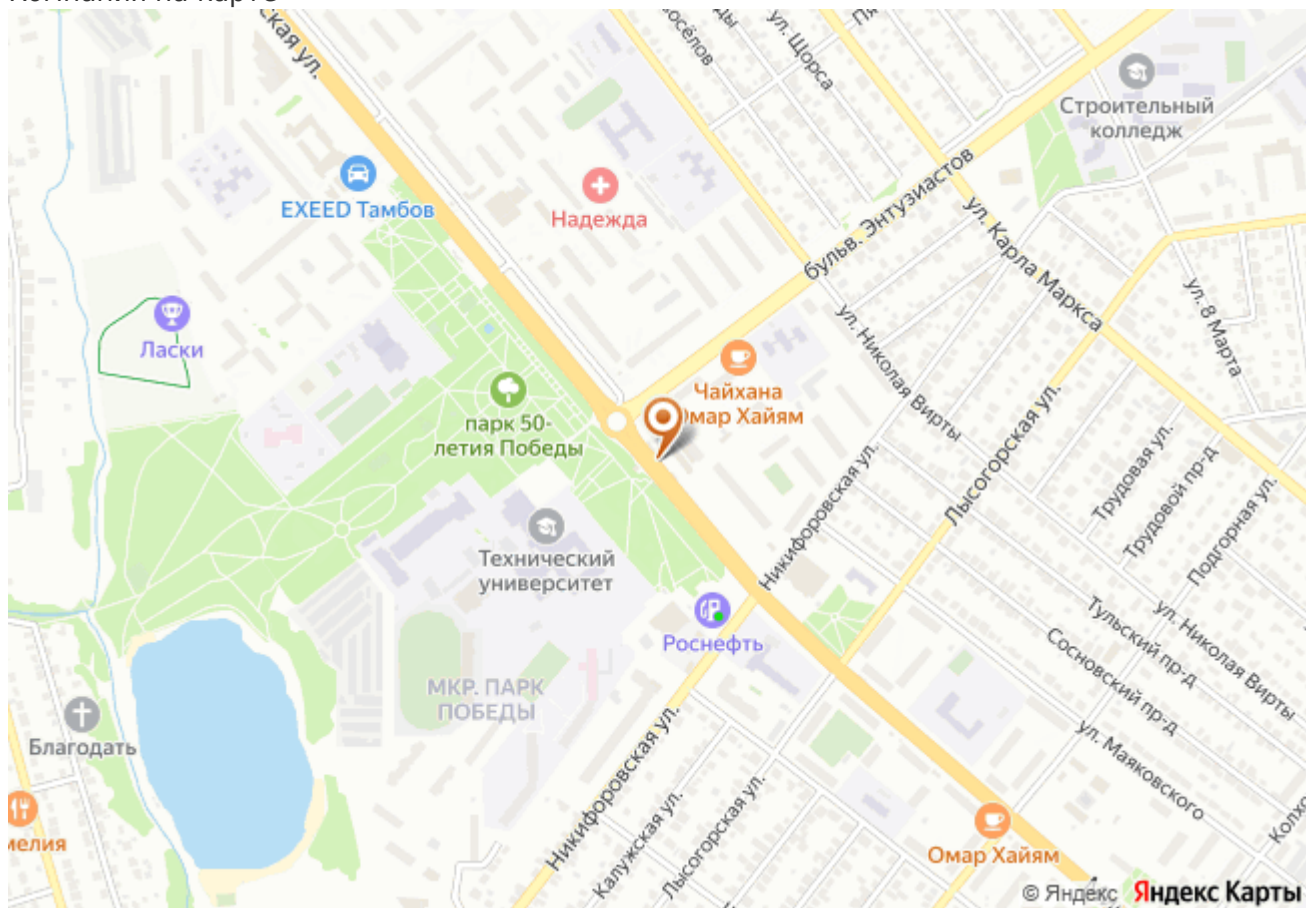 ская ул.
ул. Щорса
Строительный
колледж
EXEED Тамбов
Надежда
бульв. Энтузиастов
ул. Карла Маркса
ул. 8 Марта
Ласки
ул. Николая Вирты
Чайхана
Омар Хайям
парк 50-
летия Победы
Лысогорская ул.
Трудовая ул.
Трудовой пр-д
Подгорная ул.
Никифоровская ул.
Технический
университет
Роснефть
Тульский пр-д
ул. Николая Вирты
Сосновский пр-д
МКР. ПАРК
ПОБЕДЫ
Благодать
ул. Маяковского
Никифоровская ул.
Калужская ул.
Лысогорская ул.
мелия
Омар Хайям
© Яндекс Яндекс Карты